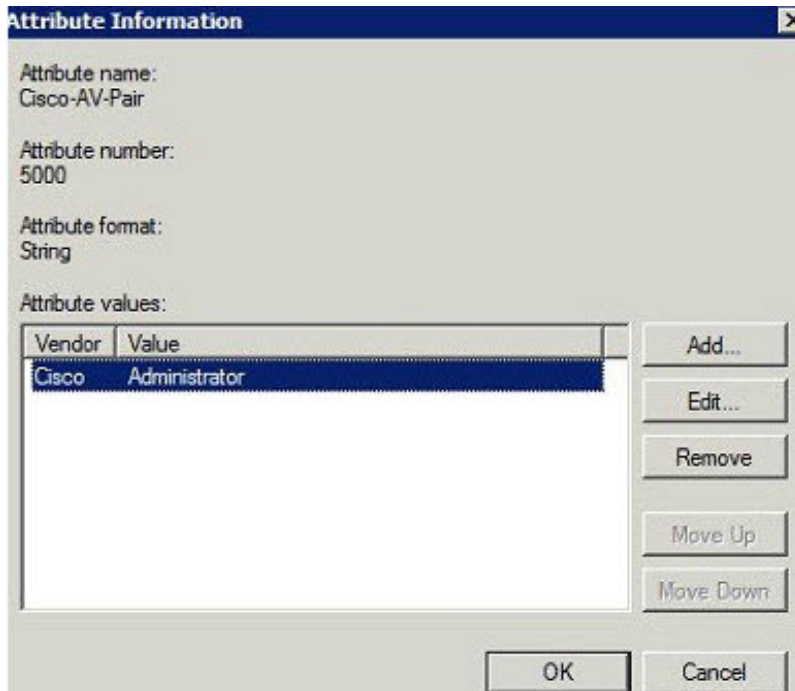 Attribute Information
Attribute name:
Cisco-AV-Pair
Attribute number:
5000
Attribute format:
String
Attribute values:
Vendor Value
Cisco Administrator
Add...
Edit...
Remove
Move Up
Move Down
OK Cancel